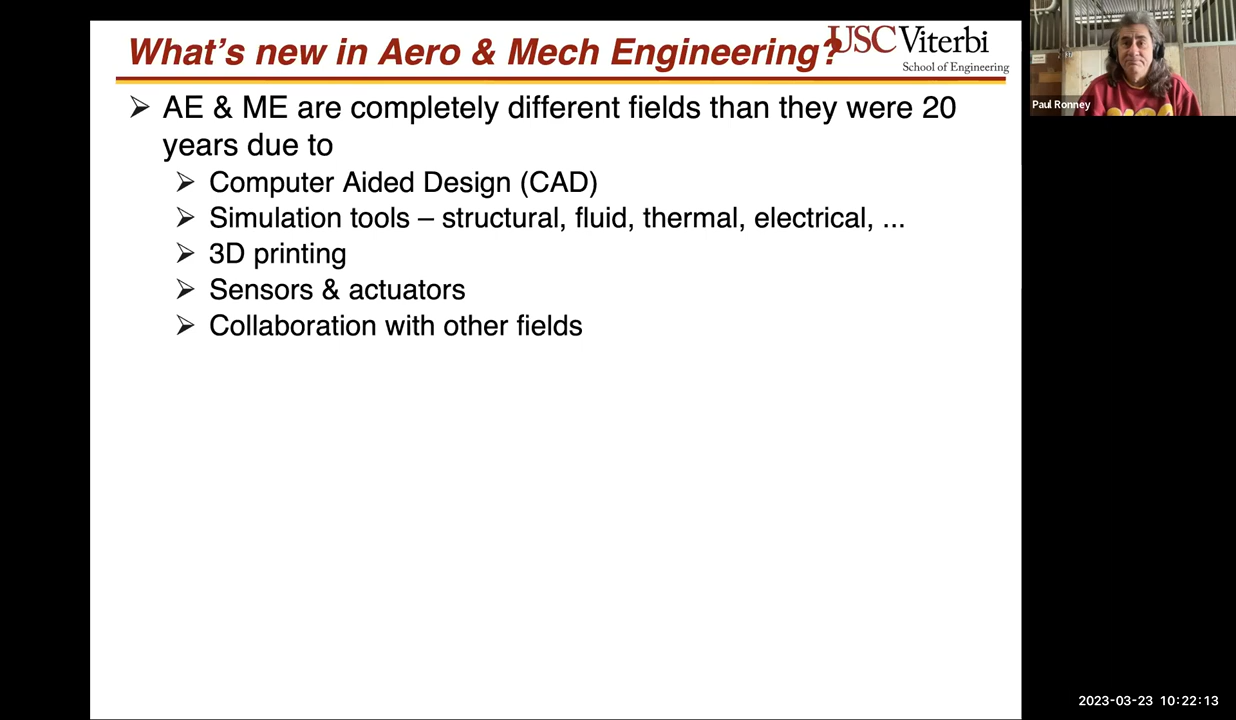 What's new in Aero & Mech Engineering?
USC Viterbi
School of Engineering
Paul Ronney
➢ AE & ME are completely different fields than they were 20
years due to
➢ Computer Aided Design (CAD)
➢ Simulation tools – structural, fluid, thermal, electrical, ...
➢ 3D printing
➢ Sensors & actuators
➢ Collaboration with other fields
2023-03-23 10:22:13